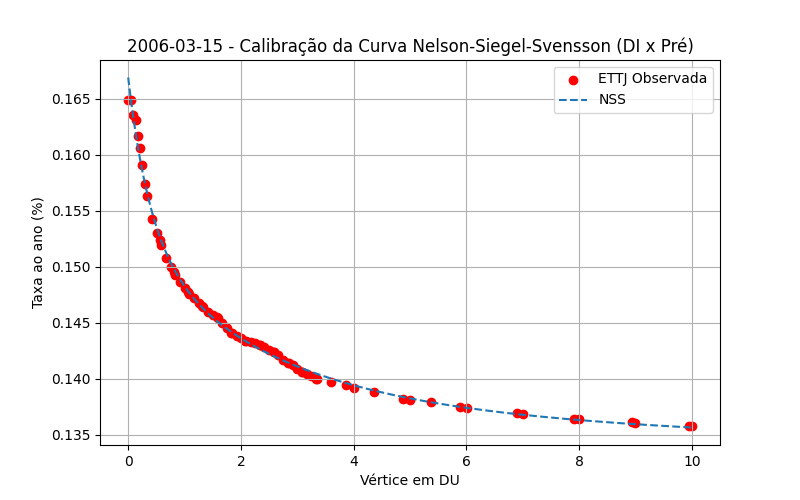 2006-03-15 - Calibração da Curva Nelson-Siegel-Svensson (DI x Pré)
ETTJ Observada
NSS
Taxa ao ano (%)
0.165
0.160
0.155
0.150
0.145
0.140
0.135
0 2 4 6 8 10
Vértice em DU